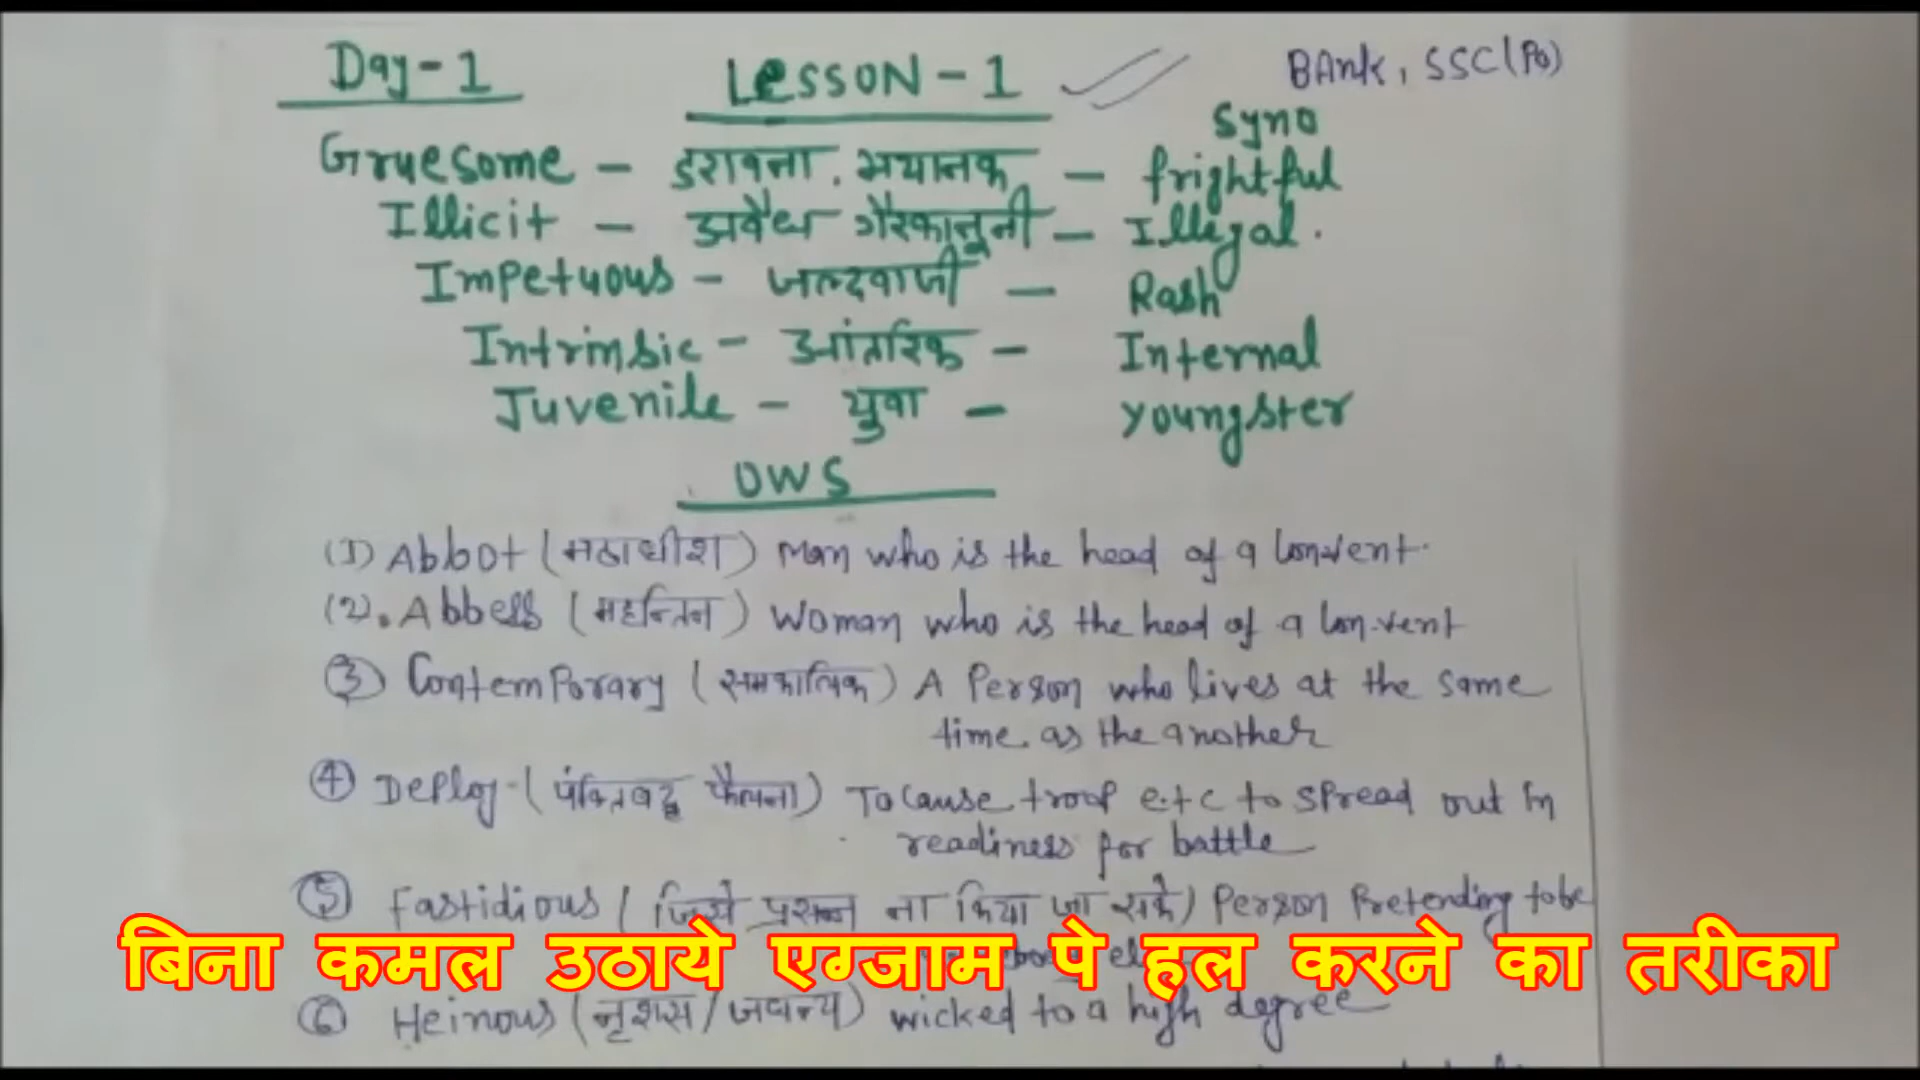 Day-1 Lesson-1 BAnk, SSC(Po)
Syno
Gruesome - डरावना, भयानक - frightful
Illicit - अवैध गैरकानूनी - Illegal.
Impetuous - जल्दवाजी - Rash
Intrinsic - आंतरिक - Internal
Juvenile - युवा - Youngster
OWS
(1) Abbot (मठाधीश) Man who is the head of a Convent.
(2). Abbess (महन्तिन) Woman who is the head of a Convent
(3) Contemporary (समकालिक) A Person who lives at the same
time as the another
(4) Deploy - (पंक्तिवद्ध फैलना) To Cause troop etc to spread out in
readiness for battle
(5) Fastidious (जिसे प्रसन्न ना किया जा सके) Person Pretending to be
बिना कमल उठाये एग्जाम पे हल करने का तरीका
(6) Heinous (नृशंस/जघन्य) wicked to a high degree